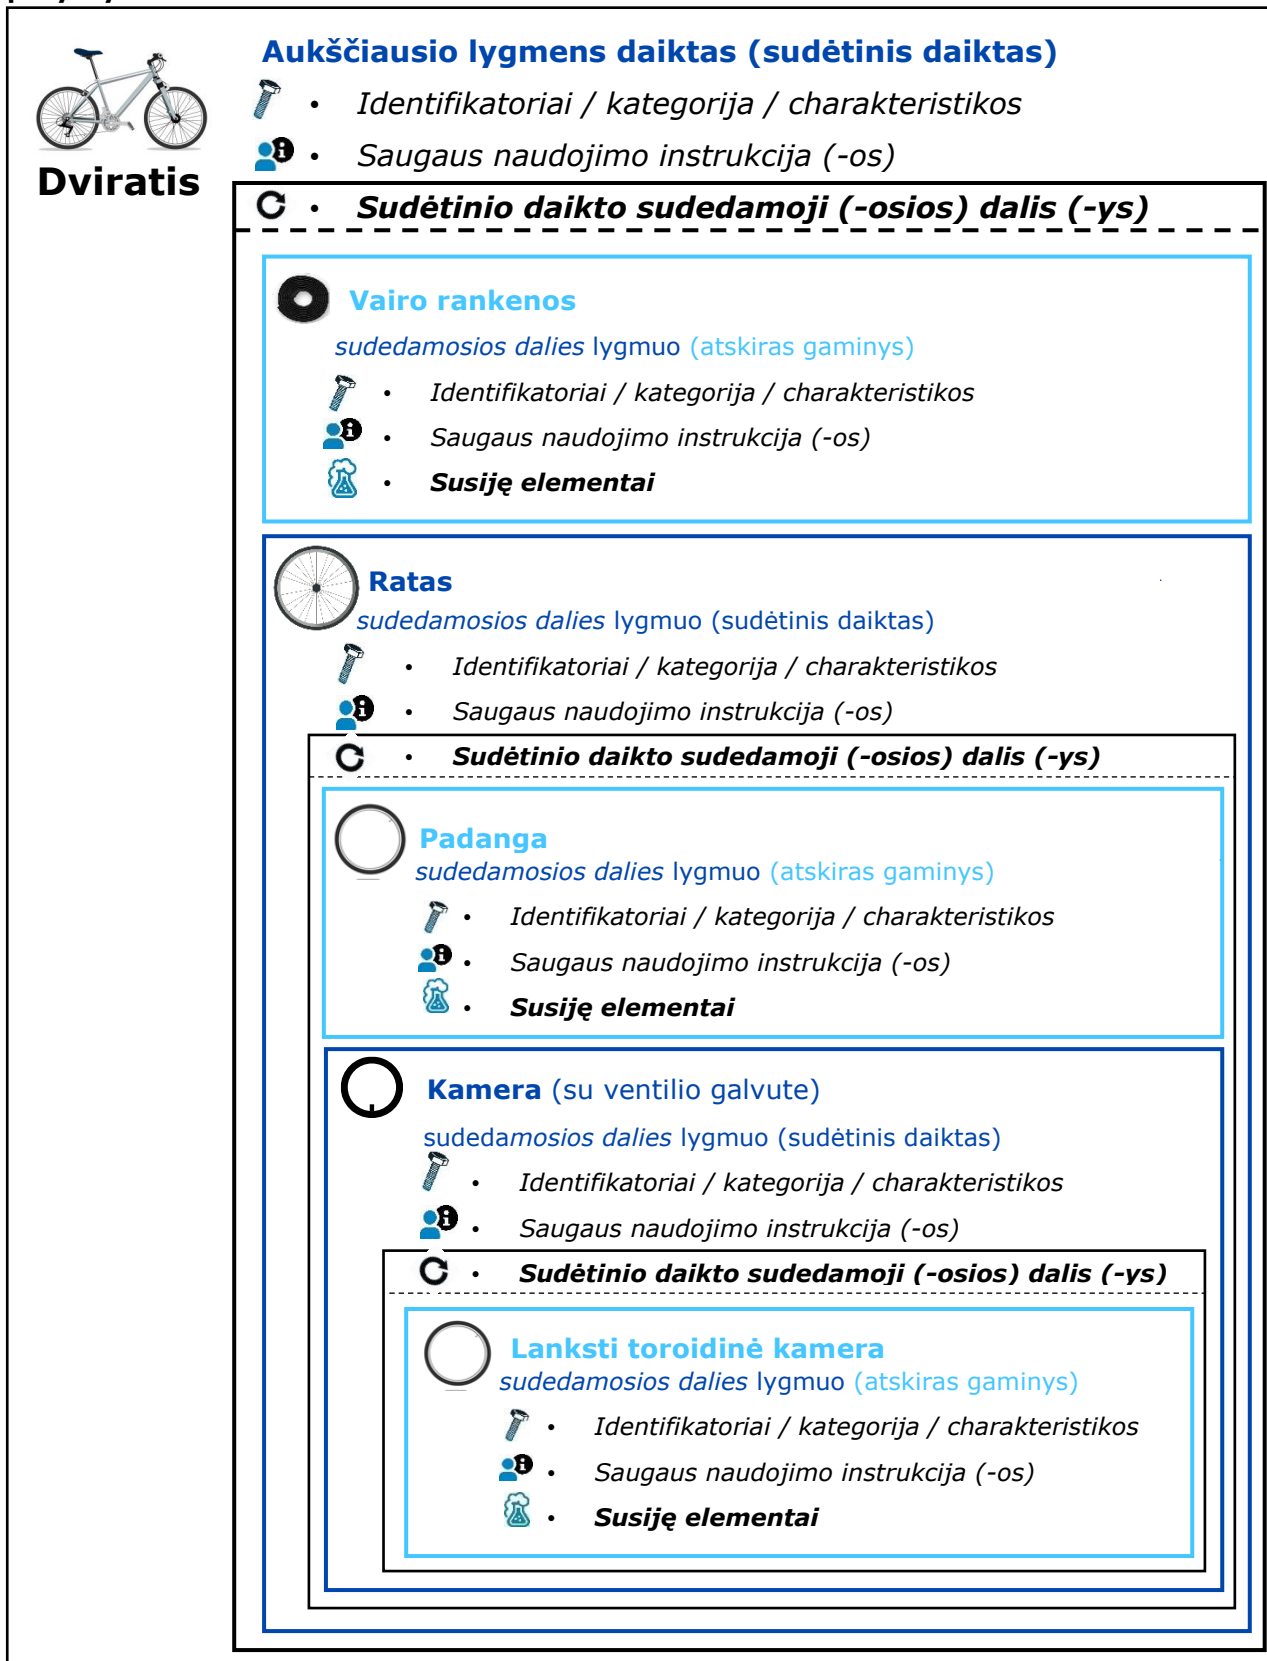 Aukščiausio lygmens daiktas (sudėtinis daiktas)
• Identifikatoriai / kategorija / charakteristikos
• Saugaus naudojimo instrukcija (-os)
Dviratis
• Sudėtinio daikto sudedamoji (-osios) dalis (-ys)
Vairo rankenos
sudedamosios dalies lygmuo (atskiras gaminys)
• Identifikatoriai / kategorija / charakteristikos
• Saugaus naudojimo instrukcija (-os)
• Susiję elementai
Ratas
sudedamosios dalies lygmuo (sudėtinis daiktas)
• Identifikatoriai / kategorija / charakteristikos
• Saugaus naudojimo instrukcija (-os)
• Sudėtinio daikto sudedamoji (-osios) dalis (-ys)
Padanga
sudedamosios dalies lygmuo (atskiras gaminys)
• Identifikatoriai / kategorija / charakteristikos
• Saugaus naudojimo instrukcija (-os)
• Susiję elementai
Kamera (su ventilio galvute)
sudedamosios dalies lygmuo (sudėtinis daiktas)
• Identifikatoriai / kategorija / charakteristikos
• Saugaus naudojimo instrukcija (-os)
• Sudėtinio daikto sudedamoji (-osios) dalis (-ys)
Lanksti toroidinė kamera
sudedamosios dalies lygmuo (atskiras gaminys)
• Identifikatoriai / kategorija / charakteristikos
• Saugaus naudojimo instrukcija (-os)
• Susiję elementai